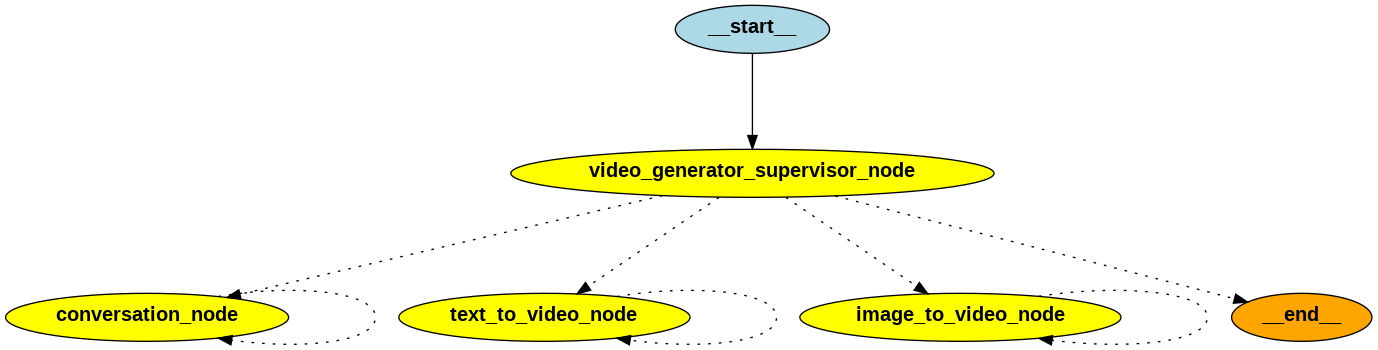 __start__
video_generator_supervisor_node
conversation_node
text_to_video_node
image_to_video_node
__end__